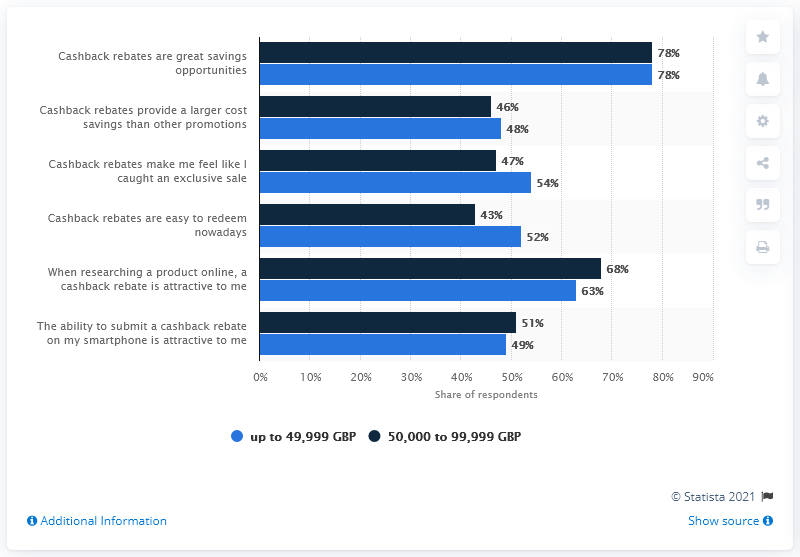 Cashback rebates are great savings
opportunities
78%
78%
Cashback rebates provide a larger cost
savings than other promotions
46%
48%
Cashback rebates make me feel like I
caught an exclusive sale
47%
54%
Cashback rebates are easy to redeem
nowadays
43%
52%
When researching a product online, a
cashback rebate is attractive to me
68%
63%
The ability to submit a cashback rebate
on my smartphone is attractive to me
51%
49%
0% 10% 20% 30% 40% 50% 60% 70% 80% 90%
Share of respondents
up to 49,999 GBP 50,000 to 99,999 GBP
© Statista 2021
Additional Information Show source